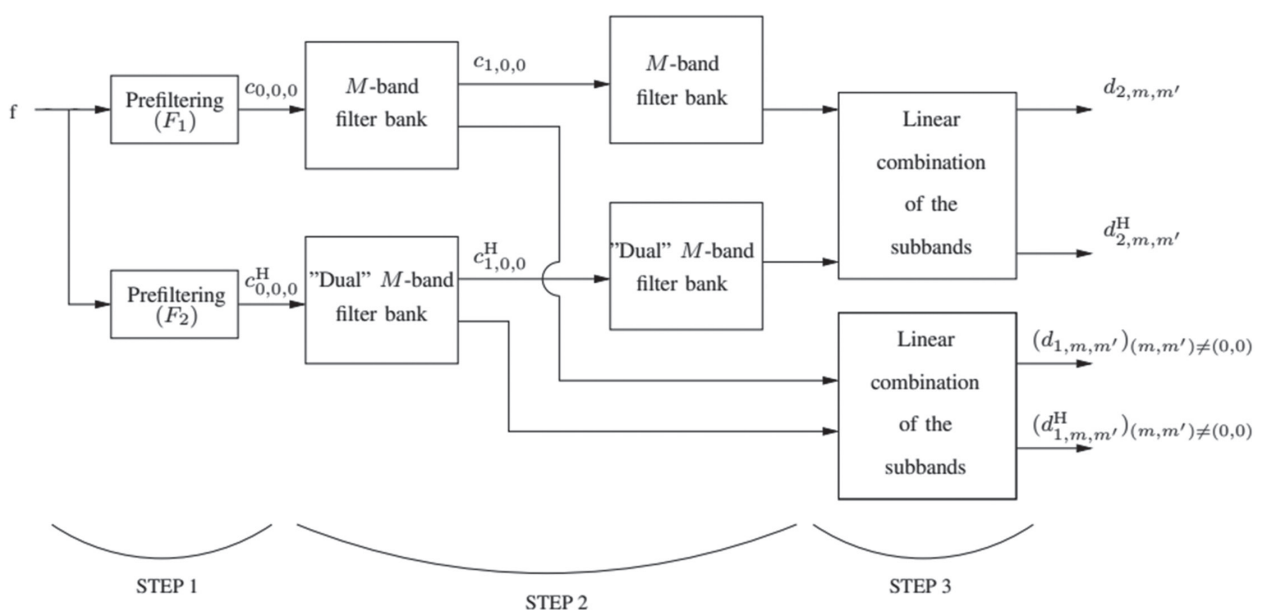 f
Prefiltering
(F₁)
c₀,₀,₀
M-band
filter bank
c₁,₀,₀
M-band
filter bank
Linear
combination
of the
subbands
d₂,ₘ,ₘ′
dᴴ₂,ₘ,ₘ′
Prefiltering
(F₂)
cᴴ₀,₀,₀
"Dual" M-band
filter bank
cᴴ₁,₀,₀
"Dual" M-band
filter bank
Linear
combination
of the
subbands
(d₁,ₘ,ₘ′)(m,m′)≠(0,0)
(dᴴ₁,ₘ,ₘ′)(m,m′)≠(0,0)
STEP 1
STEP 2
STEP 3